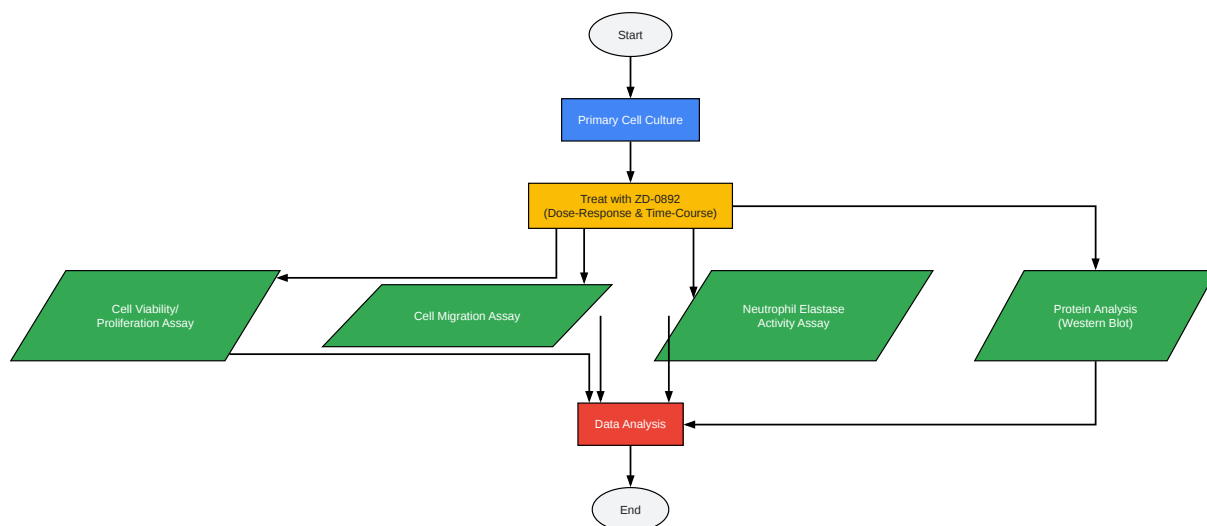 Start
Primary Cell Culture
Treat with ZD-0892
(Dose-Response & Time-Course)
Cell Viability/
Proliferation Assay
Cell Migration Assay
Neutrophil Elastase
Activity Assay
Protein Analysis
(Western Blot)
Data Analysis
End